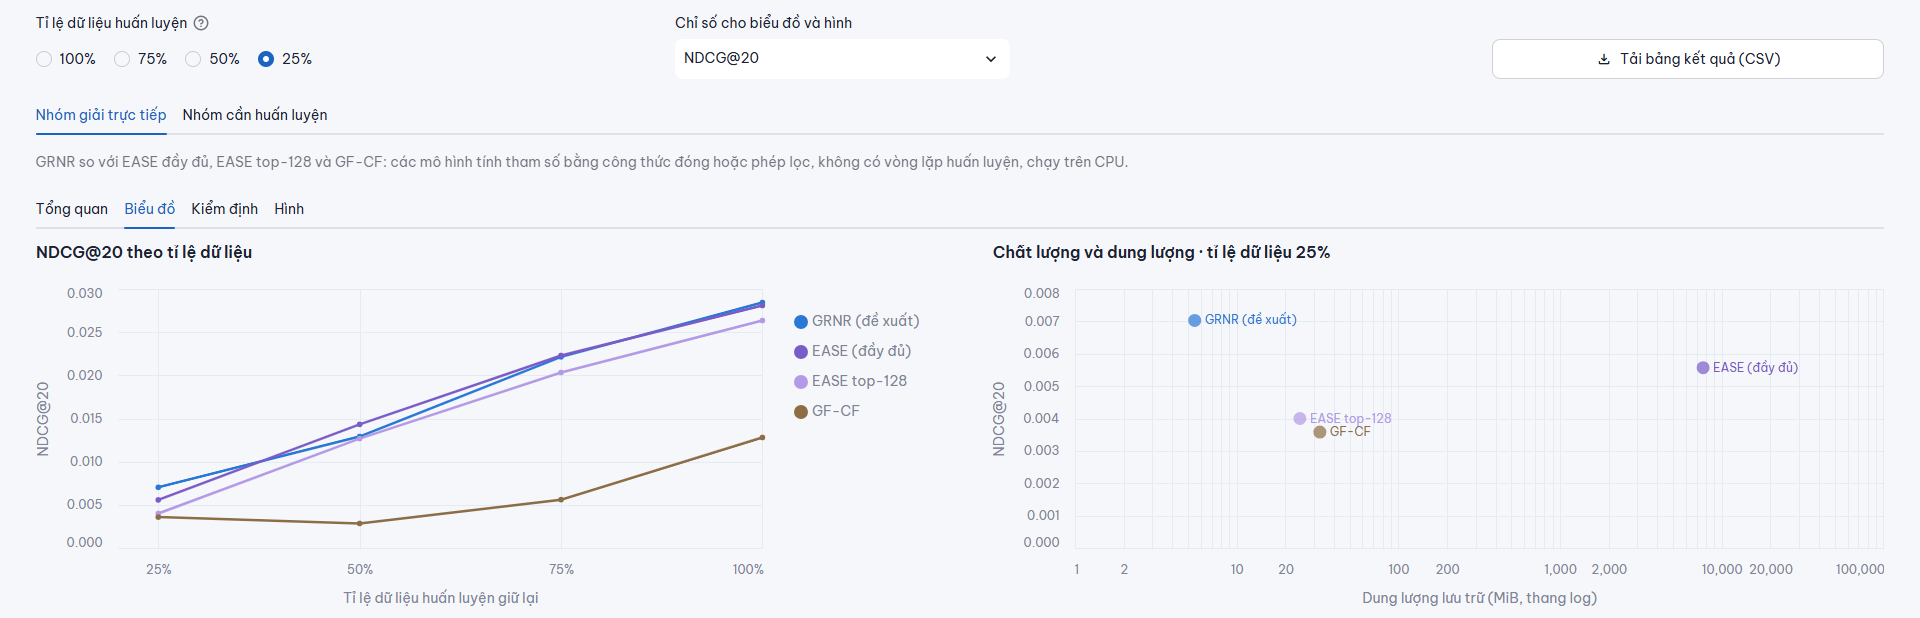 Tỉ lệ dữ liệu huấn luyện ?
Chỉ số cho biểu đồ và hình
100% 75% 50% 25%
NDCG@20
Tải bảng kết quả (CSV)
Nhóm giải trực tiếp Nhóm cần huấn luyện
GRNR so với EASE đầy đủ, EASE top-128 và GF-CF: các mô hình tính tham số bằng công thức đóng hoặc phép lọc, không có vòng lặp huấn luyện, chạy trên CPU.
Tổng quan Biểu đồ Kiểm định Hình
NDCG@20 theo tỉ lệ dữ liệu
NDCG@20
0.030
0.025
0.020
0.015
0.010
0.005
0.000
25% 50% 75% 100%
Tỉ lệ dữ liệu huấn luyện giữ lại
GRNR (đề xuất)
EASE (đầy đủ)
EASE top-128
GF-CF
Chất lượng và dung lượng · tỉ lệ dữ liệu 25%
NDCG@20
0.008
0.007
0.006
0.005
0.004
0.003
0.002
0.001
0.000
GRNR (đề xuất)
EASE (đầy đủ)
EASE top-128
GF-CF
1 2 10 20 100 200 1,000 2,000 10,000 20,000 100,000
Dung lượng lưu trữ (MiB, thang log)